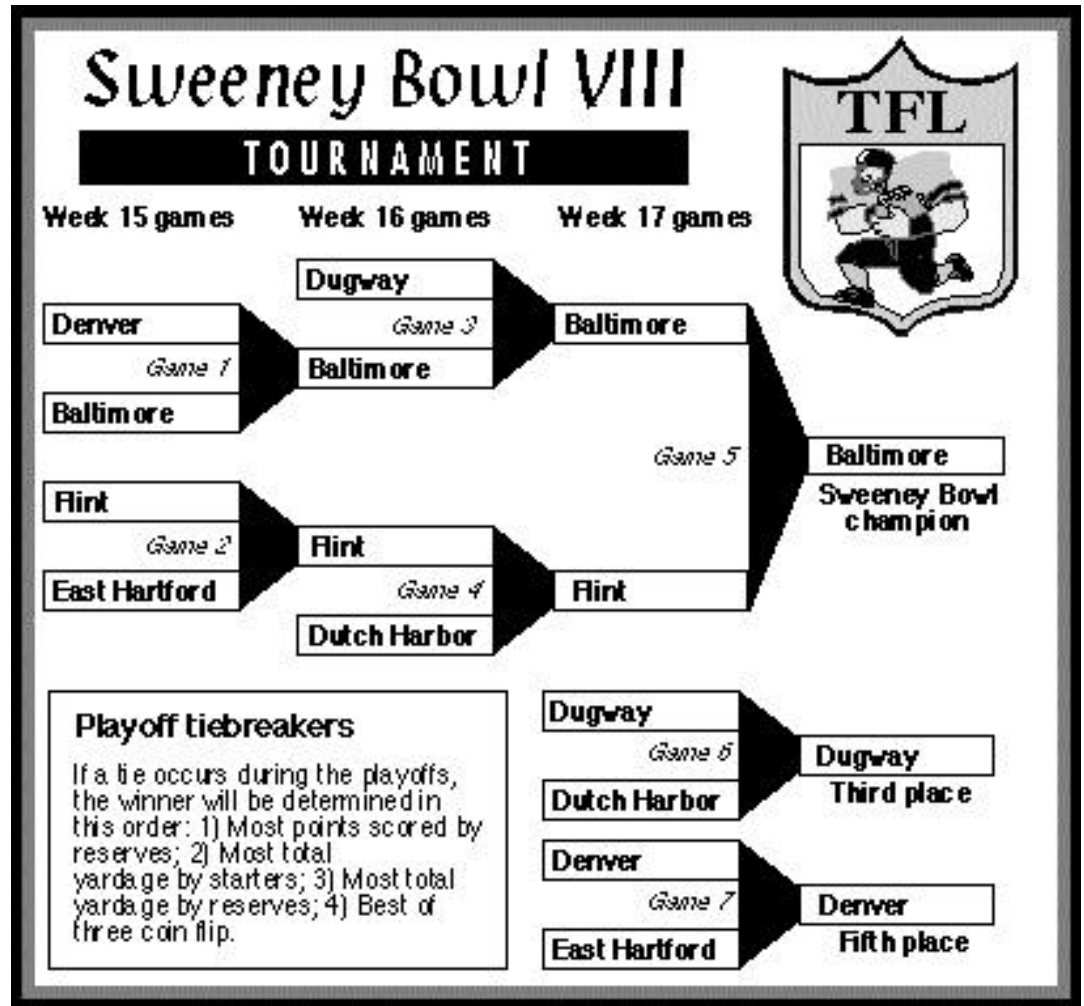 Sweeney Bowl VIII
TFL
TOURNAMENT
Week 15 games
Week 16 games
Week 17 games
Dugway
Denver
Game 3
Baltimore
Game 1
Baltimore
Baltimore
Game 5
Baltimore
Flint
Sweeney Bowl
champion
Game 2
Flint
East Hartford
Game 4
Flint
Dutch Harbor
Playoff tiebreakers
If a tie occurs during the playoffs,
the winner will be determined in
this order: 1) Most points scored by
reserves; 2) Most total
yardage by starters; 3) Most total
yardage by reserves; 4) Best of
three coin flip.
Dugway
Game 6
Dugway
Dutch Harbor
Third place
Denver
Game 7
Denver
East Hartford
Fifth place